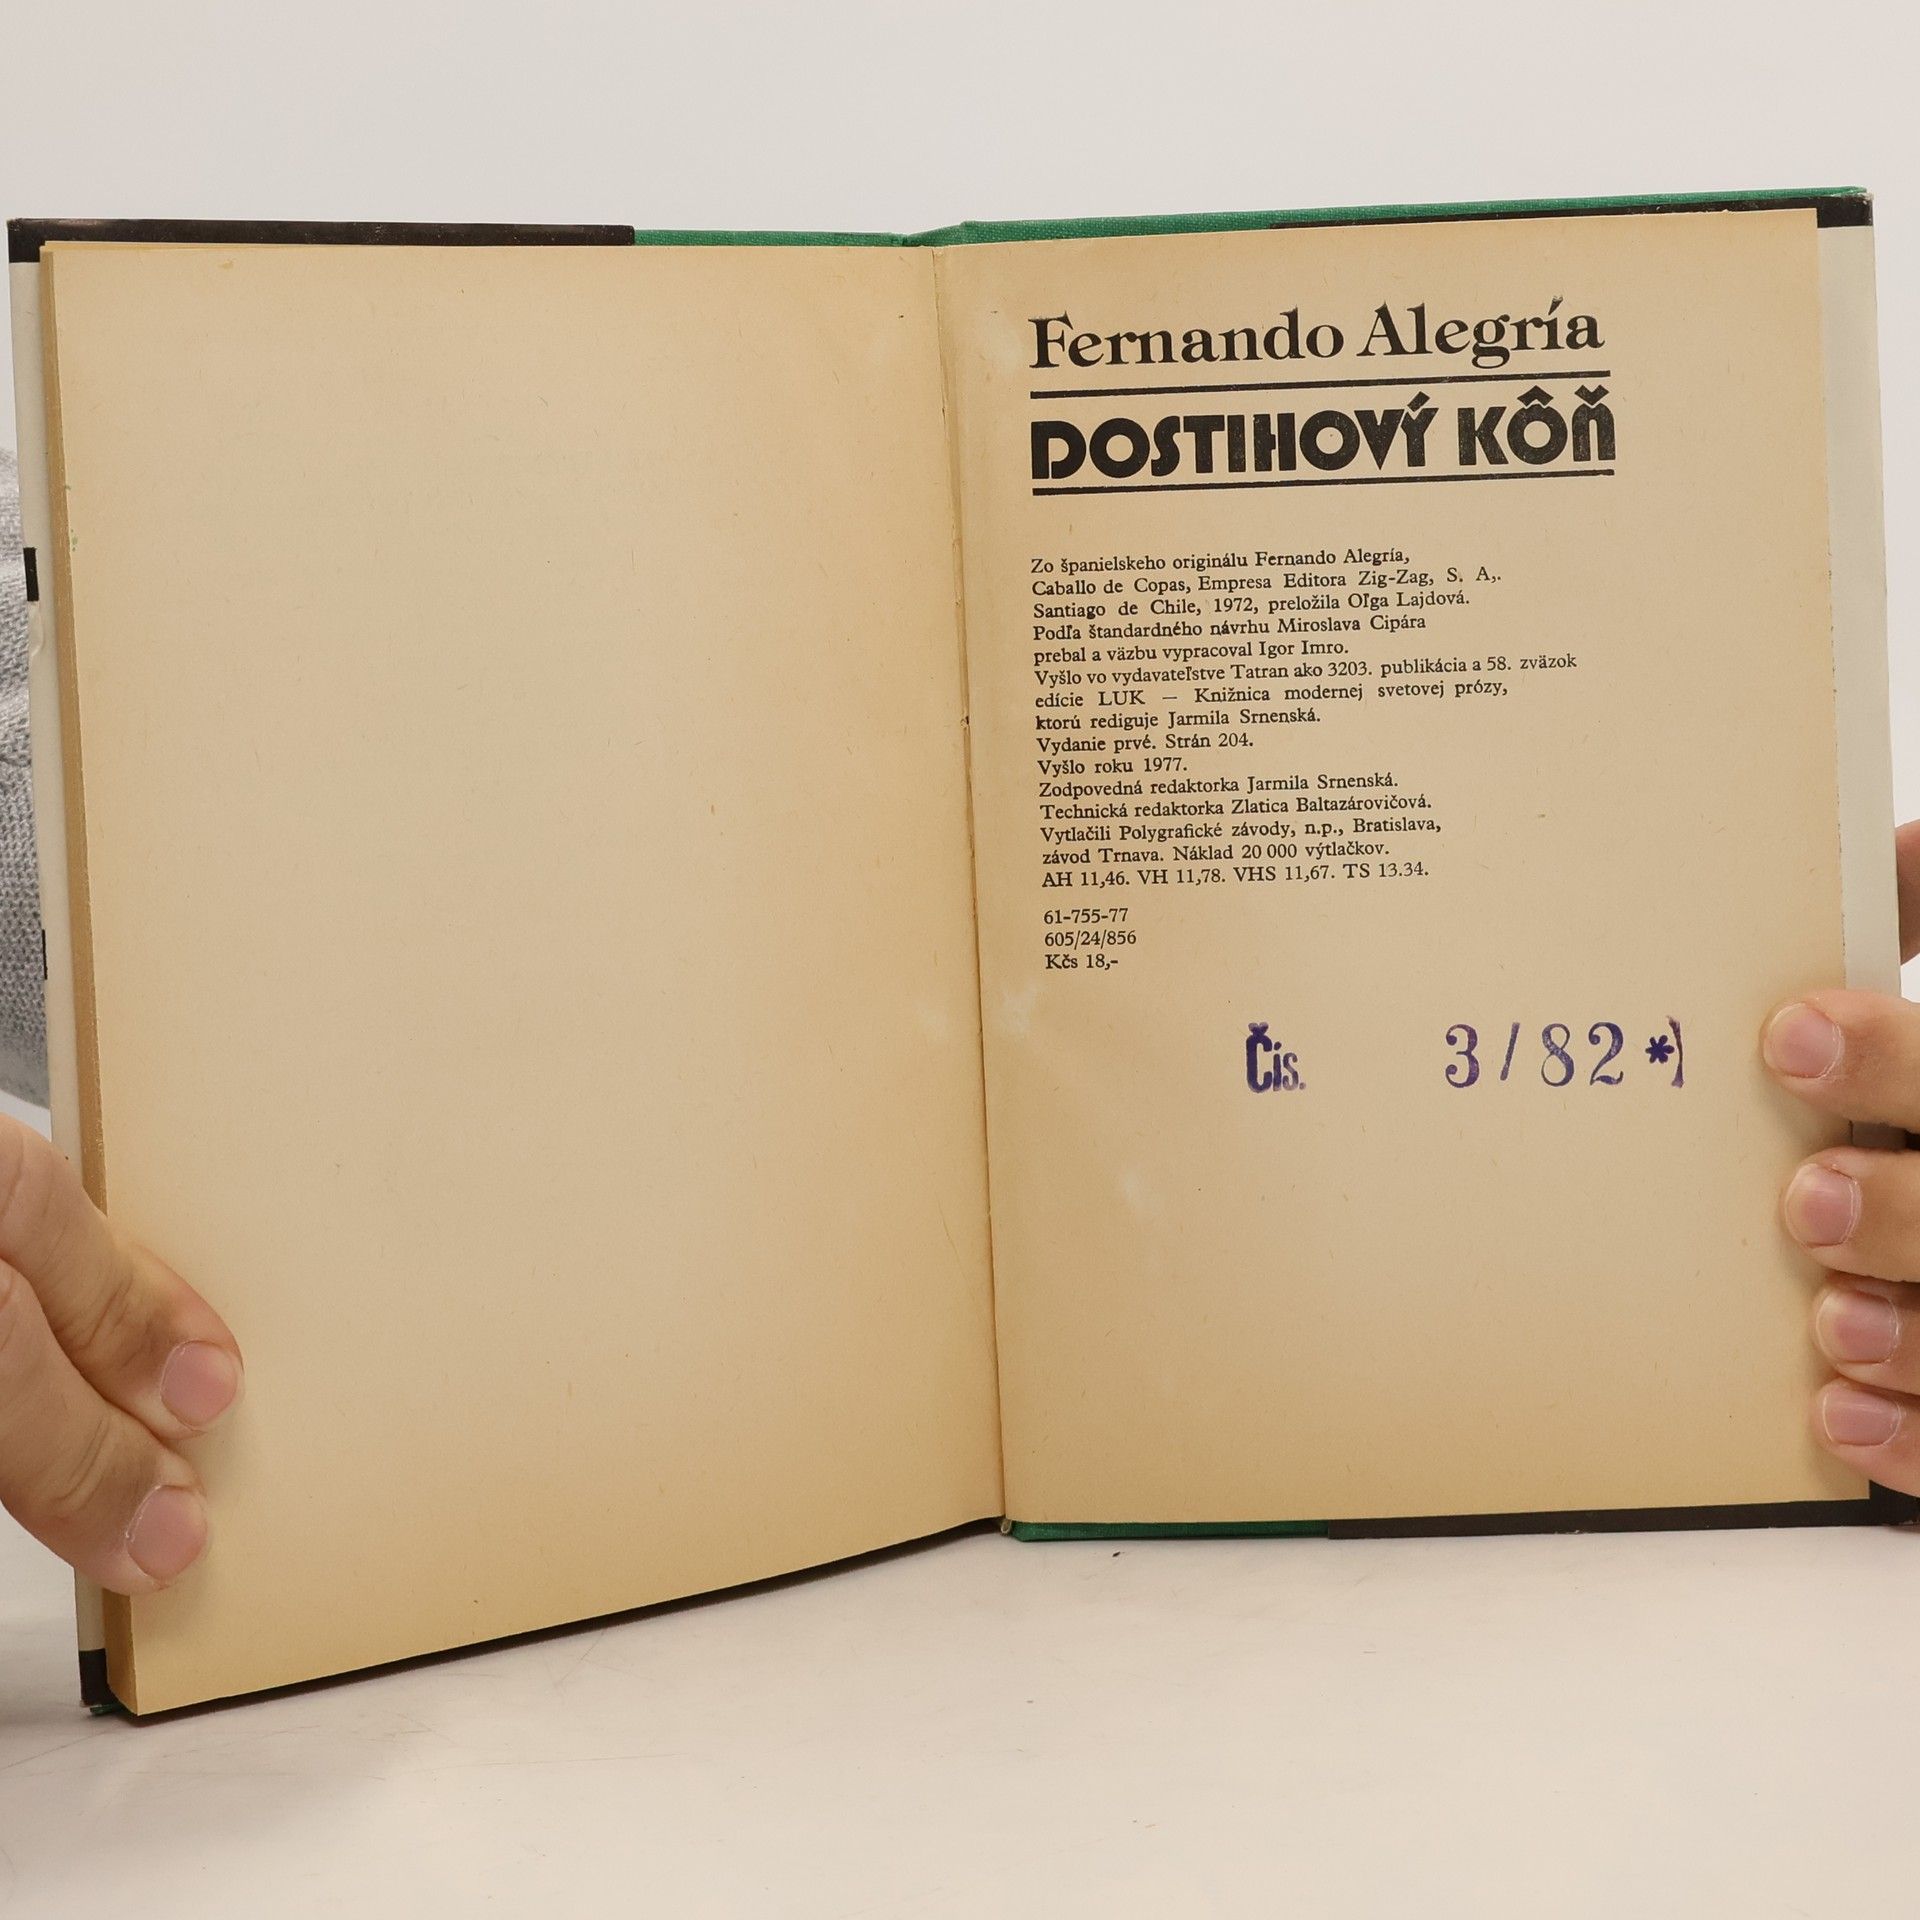 Fernando Alegría
DOSTIHOVÝ KÔŇ
Zo španielskeho originálu Fernando Alegría,
Caballo de Copas, Empresa Editora Zig-Zag, S. A,.
Santiago de Chile, 1972, preložila Oľga Lajdová.
Podľa štandardného návrhu Miroslava Cipára
prebal a väzbu vypracoval Igor Imro.
Vyšlo vo vydavateľstve Tatran ako 3203. publikácia a 58. zväzok
edície LUK — Knižnica modernej svetovej prózy,
ktorú rediguje Jarmila Srnenská.
Vydanie prvé. Strán 204.
Vyšlo roku 1977.
Zodpovedná redaktorka Jarmila Srnenská.
Technická redaktorka Zlatica Baltazárovičová.
Vytlačili Polygrafické závody, n.p., Bratislava,
závod Trnava. Náklad 20 000 výtlačkov.
AH 11,46. VH 11,78. VHS 11,67. TS 13.34.
61-755-77
605/24/856
Kčs 18,-
Čís. 3/82*)